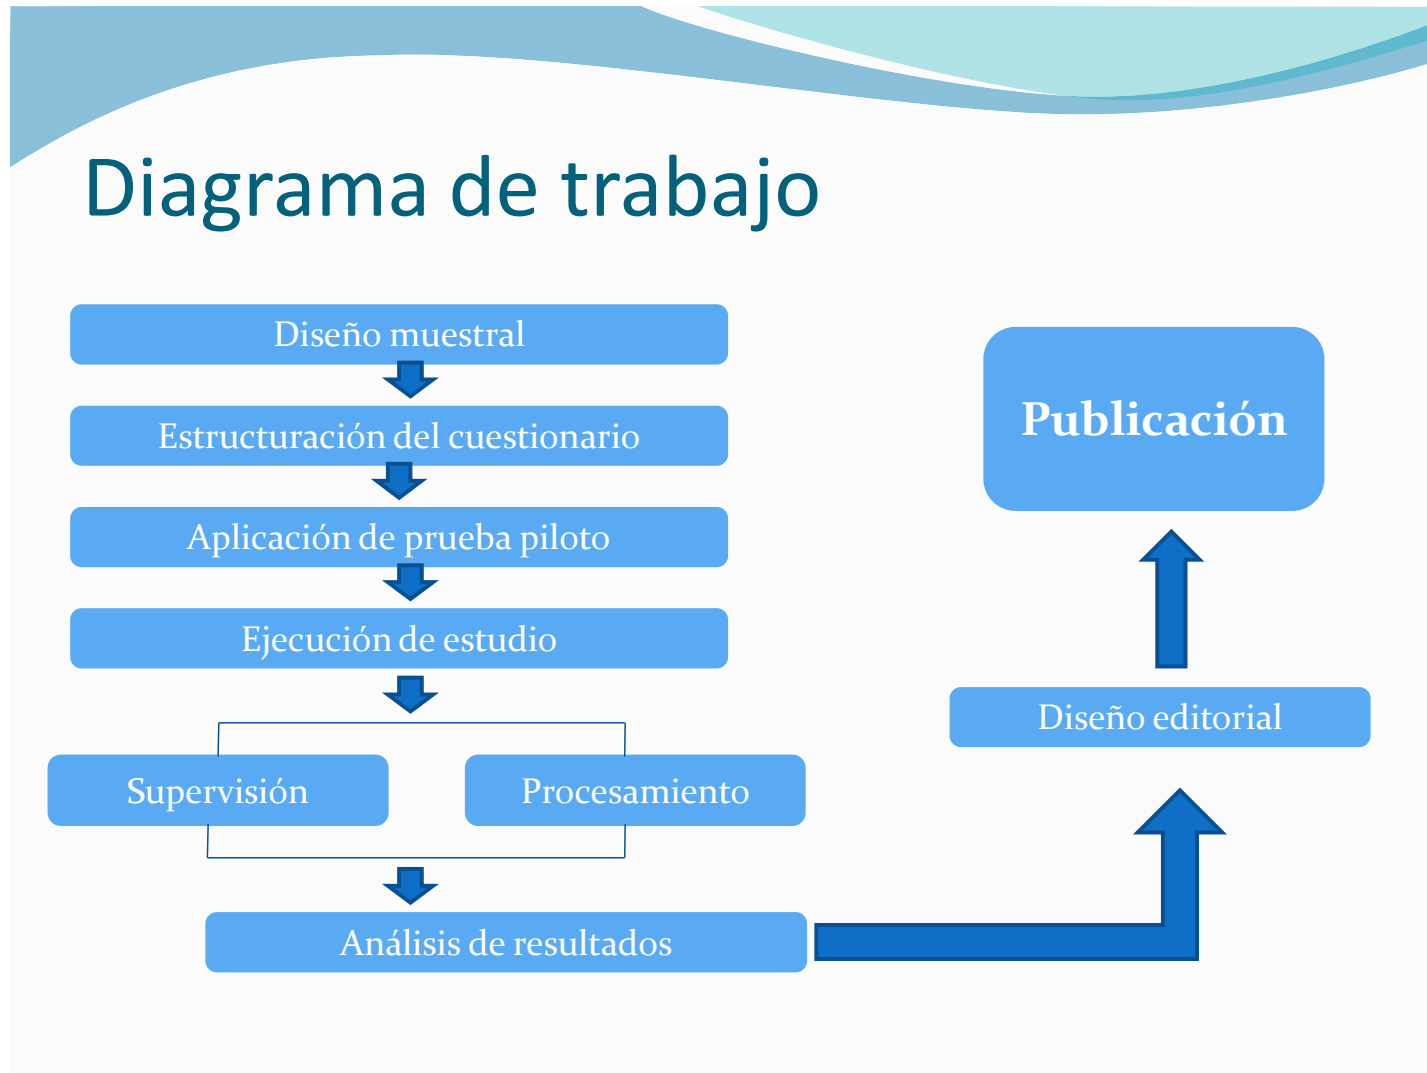 Diagrama de trabajo
Diseño muestral
Estructuración del cuestionario
Aplicación de prueba piloto
Ejecución de estudio
Supervisión
Procesamiento
Análisis de resultados
Diseño editorial
Publicación